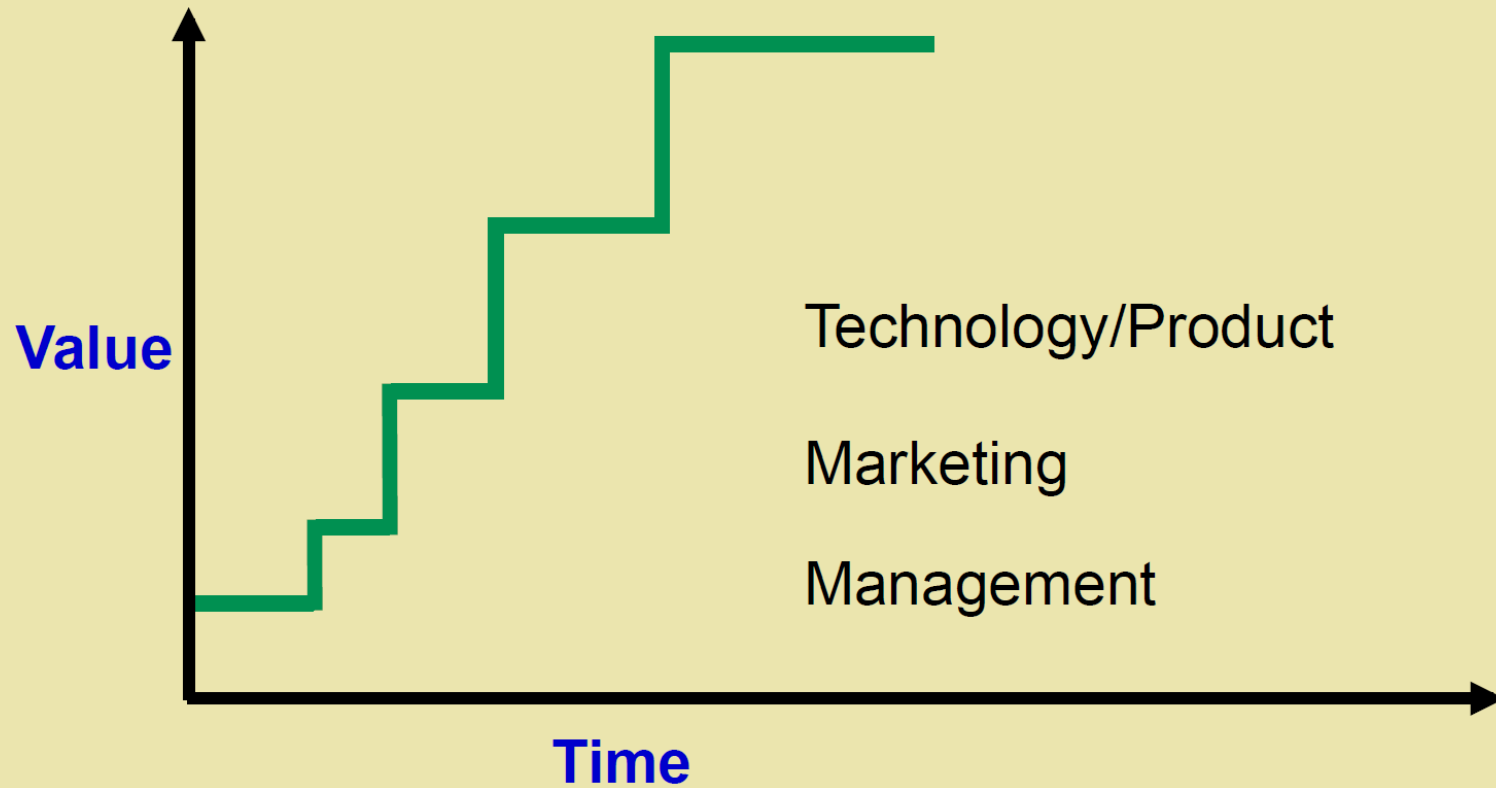 Value
Technology/Product
Marketing
Management
Time